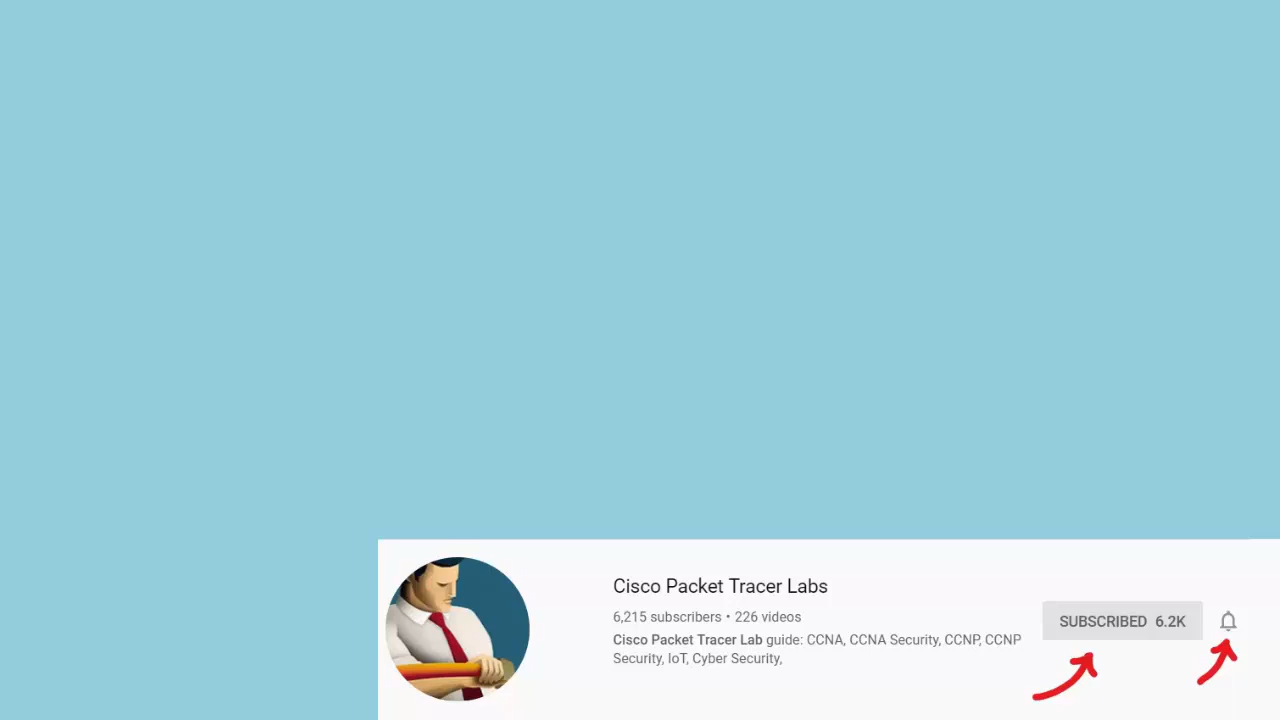 Cisco Packet Tracer Labs
6,215 subscribers • 226 videos
Cisco Packet Tracer Lab guide: CCNA, CCNA Security, CCNP, CCNP
Security, IoT, Cyber Security,
SUBSCRIBED 6.2K